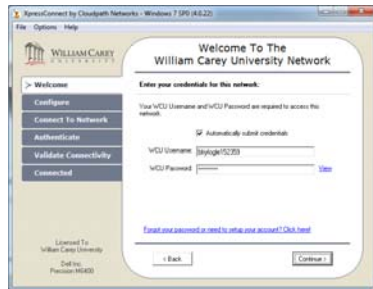 XpressConnect by Cloudpath Networks - Windows 7 SP0 (4.0.22)
File Options Help
WILLIAM CAREY
UNIVERSITY
Welcome To The
William Carey University Network
> Welcome
Configure
Connect To Network
Authenticate
Validate Connectivity
Connected
Enter your credentials for this network:
Your WCU Username and WCU Password are required to access this
network.
Automatically submit credentials
WCU Username:
WCU Password:
View
Forgot your password or need to setup your account? Click here!
Licensed To
William Carey University
Dell Inc.
Precision M6400
< Back
Continue >